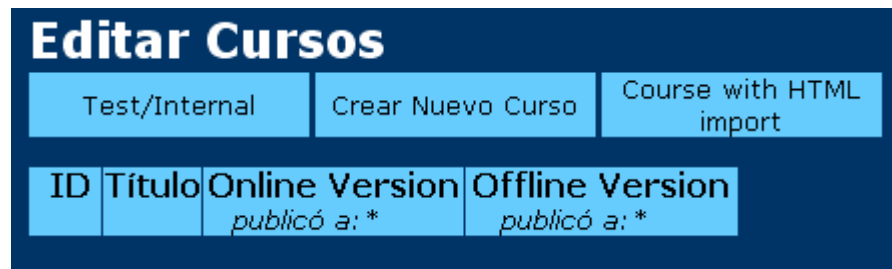 Editar Cursos
Test/Internal
Crear Nuevo Curso
Course with HTML
import
ID Título Online Version Offline Version
publicó a: * publicó a: *